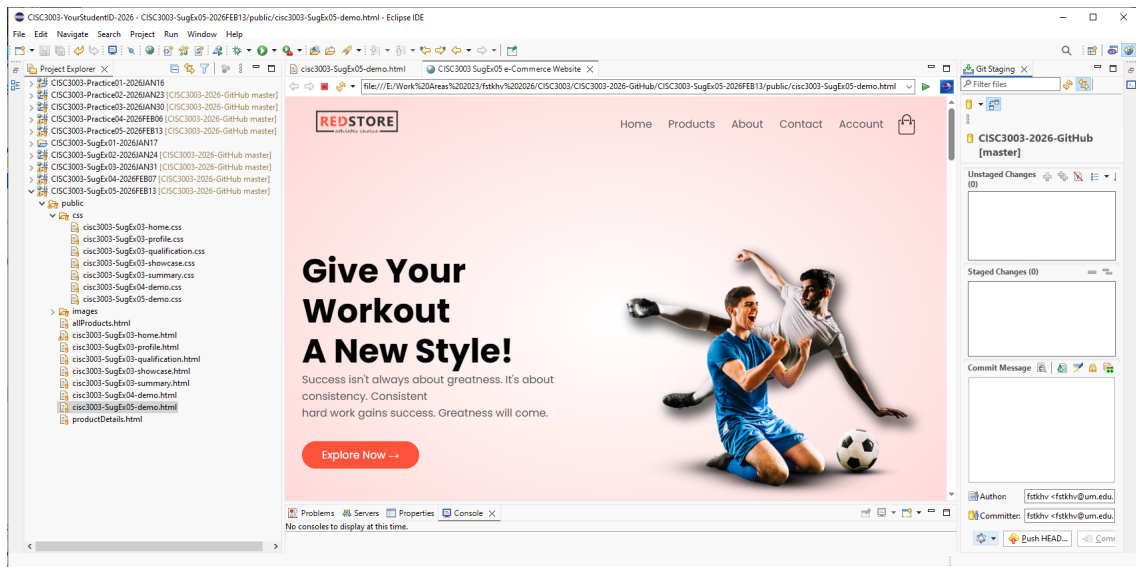 CISC3003-YourStudentID-2026 - CISC3003-SugEx05-2026FEB13/public/cisc3003-SugEx05-demo.html - Eclipse IDE
File Edit Navigate Search Project Run Window Help
Project Explorer
CISC3003-Practice01-2026JAN16
CISC3003-Practice02-2026JAN23 [CISC3003-2026-GitHub master]
CISC3003-Practice03-2026JAN30 [CISC3003-2026-GitHub master]
CISC3003-Practice04-2026FEB06 [CISC3003-2026-GitHub master]
CISC3003-Practice05-2026FEB13 [CISC3003-2026-GitHub master]
CISC3003-SugEx01-2026JAN17
CISC3003-SugEx02-2026JAN24 [CISC3003-2026-GitHub master]
CISC3003-SugEx03-2026JAN31 [CISC3003-2026-GitHub master]
CISC3003-SugEx04-2026FEB07 [CISC3003-2026-GitHub master]
CISC3003-SugEx05-2026FEB13 [CISC3003-2026-GitHub master]
public
css
cisc3003-SugEx03-home.css
cisc3003-SugEx03-profile.css
cisc3003-SugEx03-qualification.css
cisc3003-SugEx03-showcase.css
cisc3003-SugEx03-summary.css
cisc3003-SugEx04-demo.css
cisc3003-SugEx05-demo.css
images
allProducts.html
cisc3003-SugEx03-home.html
cisc3003-SugEx03-profile.html
cisc3003-SugEx03-qualification.html
cisc3003-SugEx03-showcase.html
cisc3003-SugEx03-summary.html
cisc3003-SugEx04-demo.html
cisc3003-SugEx05-demo.html
productDetails.html
cisc3003-SugEx05-demo.html CISC3003 SugEx05 e-Commerce Website
file:///E:/Work%20Areas%202023/fstkhv%202026/CISC3003/CISC3003-2026-GitHub/CISC3003-SugEx05-2026FEB13/public/cisc3003-SugEx05-demo.html
REDSTORE
athletes choice
Home Products About Contact Account
Give Your
Workout
A New Style!
Success isn't always about greatness. It's about
consistency. Consistent
hard work gains success. Greatness will come.
Explore Now →
Problems Servers Properties Console
No consoles to display at this time.
Git Staging
Filter files
CISC3003-2026-GitHub
[master]
Unstaged Changes
(0)
Staged Changes (0)
Commit Message
Author: fstkhv <fstkhv@um.edu.
Committer: fstkhv <fstkhv@um.edu.
Push HEAD...